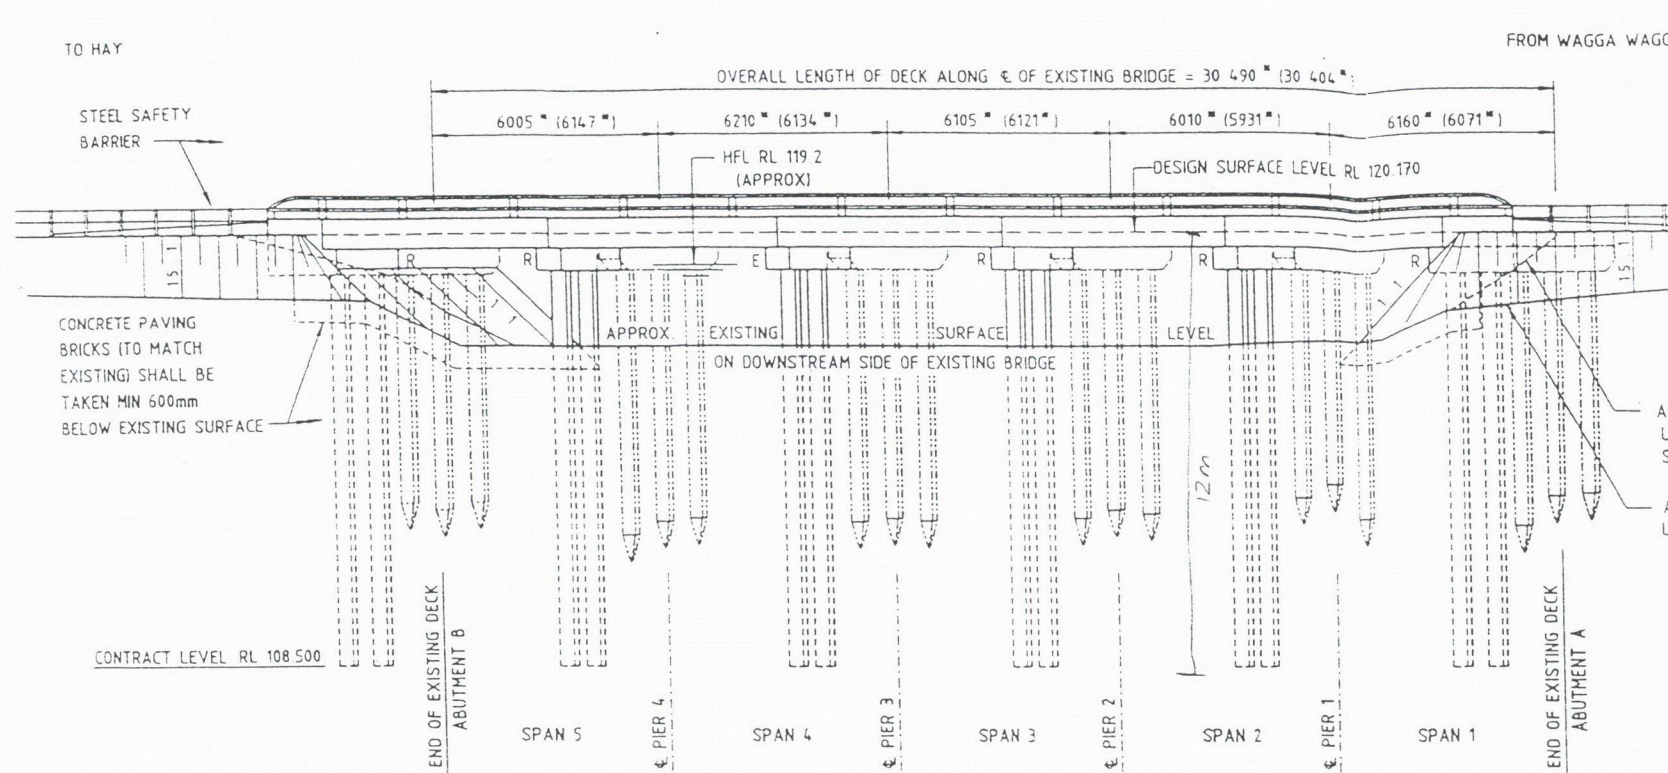 TO HAY
FROM WAGGA WAGG
OVERALL LENGTH OF DECK ALONG ℄ OF EXISTING BRIDGE = 30 490 * (30 404 *)
STEEL SAFETY
BARRIER
6005 * (6147 *)
6210 * (6134 *)
6105 * (6121 *)
6010 * (5931 *)
6160 * (6071 *)
HFL RL 119.2
(APPROX)
DESIGN SURFACE LEVEL RL 120.170
1
15
R
R
E
R
R
R
1
15
1
1
1
CONCRETE PAVING
BRICKS (TO MATCH
EXISTING) SHALL BE
TAKEN MIN 600mm
BELOW EXISTING SURFACE
APPROX. EXISTING SURFACE LEVEL
ON DOWNSTREAM SIDE OF EXISTING BRIDGE
12m
A
L
S
A
L
CONTRACT LEVEL RL 108.500
END OF EXISTING DECK
ABUTMENT B
SPAN 5
℄ PIER 4
SPAN 4
℄ PIER 3
SPAN 3
℄ PIER 2
SPAN 2
℄ PIER 1
SPAN 1
END OF EXISTING DECK
ABUTMENT A